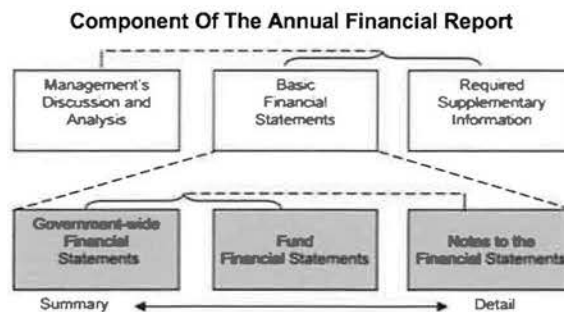 Component Of The Annual Financial Report
Management's
Discussion and
Analysis
Basic
Financial
Statements
Required
Supplementary
Information
Government-wide
Financial
Statements
Fund
Financial Statements
Notes to the
Financial Statements
Summary
Detail